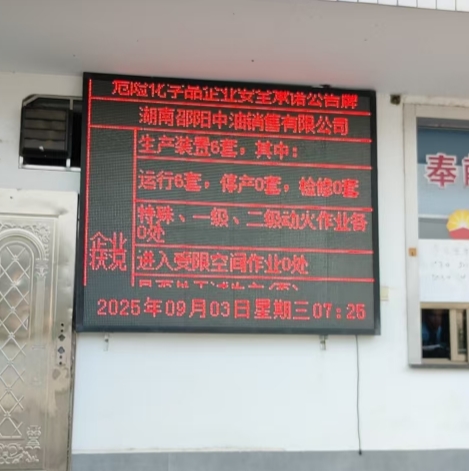 危险化学品企业安全承诺公告牌
湖南邵阳中油销售有限公司
生产装置6套，其中：
运行6套，停产0套，检修0套
特殊、一级、二级动火作业各
0处
企业
状况
进入受限空间作业0处
2025年09月03日星期三07:25
奉献